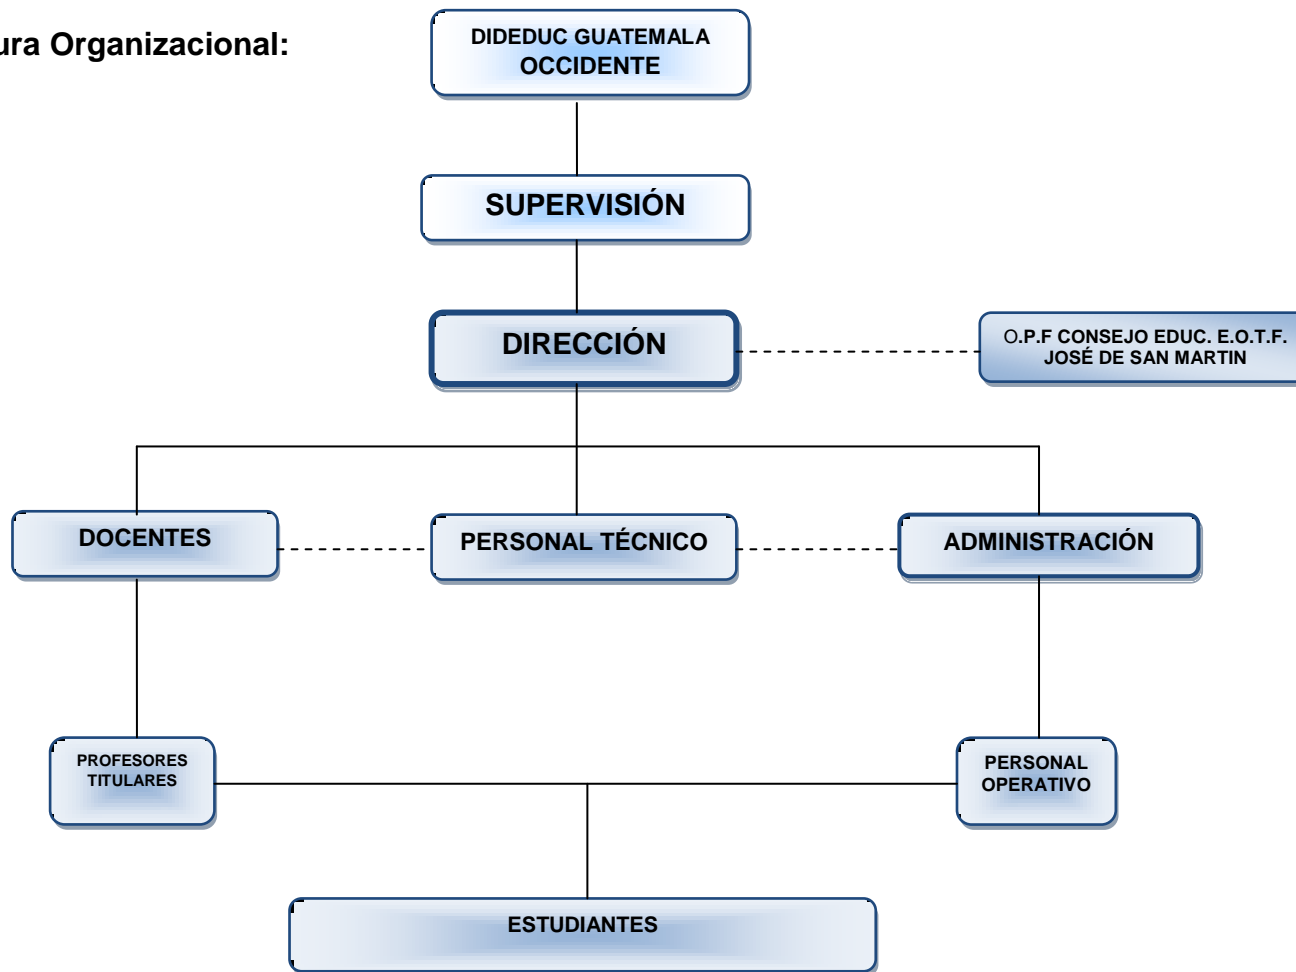 ura Organizacional:
DIDEDUC GUATEMALA
OCCIDENTE
SUPERVISIÓN
DIRECCIÓN
O.P.F CONSEJO EDUC. E.O.T.F.
JOSÉ DE SAN MARTIN
DOCENTES
PERSONAL TÉCNICO
ADMINISTRACIÓN
PROFESORES
TITULARES
PERSONAL
OPERATIVO
ESTUDIANTES